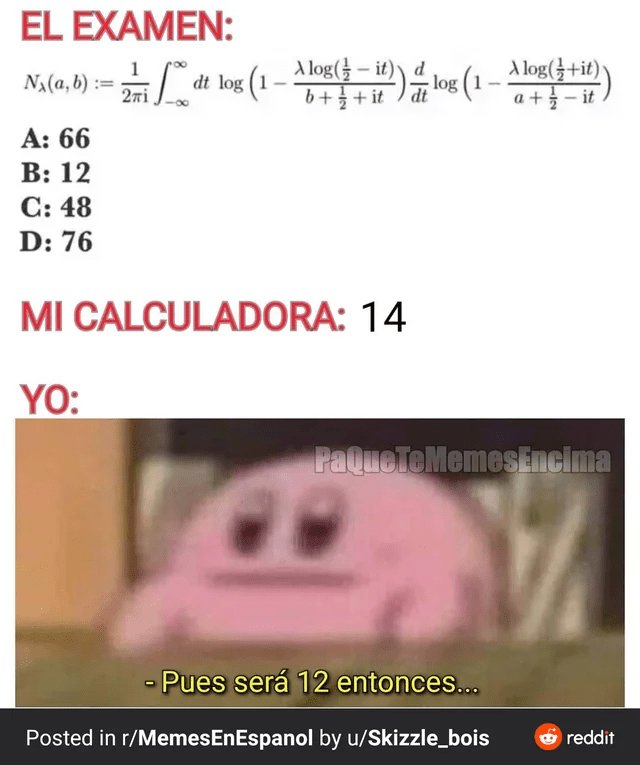 EL EXAMEN:
N_λ(a, b) := 1/2πi ∫_{-∞}^{∞} dt log (1 − λ log(½ − it)/(b + ½ + it)) d/dt log (1 − λ log(½+it)/(a + ½ − it))
A: 66
B: 12
C: 48
D: 76
MI CALCULADORA: 14
YO:
PaQueTeMemesEncima
- Pues será 12 entonces...
Posted in r/MemesEnEspanol by u/Skizzle_bois reddit